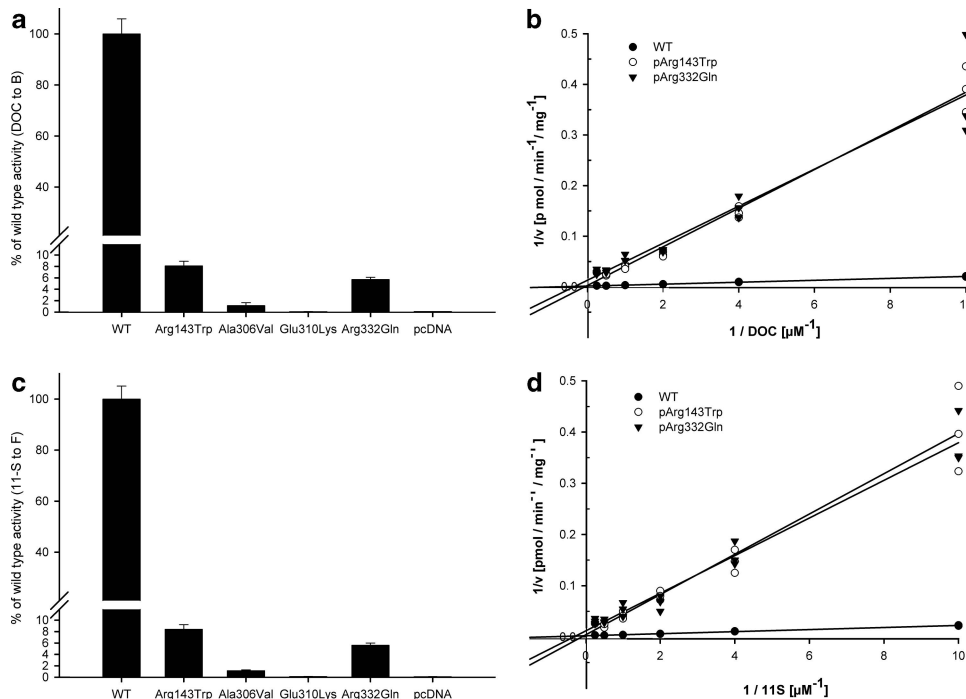 a
% of wild type activity (DOC to B)
100
80
60
40
10
8
6
4
2
0
WT Arg143Trp Ala306Val Glu310Lys Arg332Gln pcDNA
b
WT
pArg143Trp
pArg332Gln
1/v [p mol / min⁻¹/ mg⁻¹]
0.5
0.4
0.3
0.2
0.1
0.0
0 2 4 6 8 10
1 / DOC [µM⁻¹]
c
% of wild type activity (11-S to F)
100
80
60
40
10
8
6
4
2
0
WT Arg143Trp Ala306Val Glu310Lys Arg332Gln pcDNA
d
WT
pArg143Trp
pArg332Gln
1/v [pmol / min⁻¹ / mg⁻¹ ]
0.5
0.4
0.3
0.2
0.1
0.0
0 2 4 6 8 10
1 / 11S [µM⁻¹]